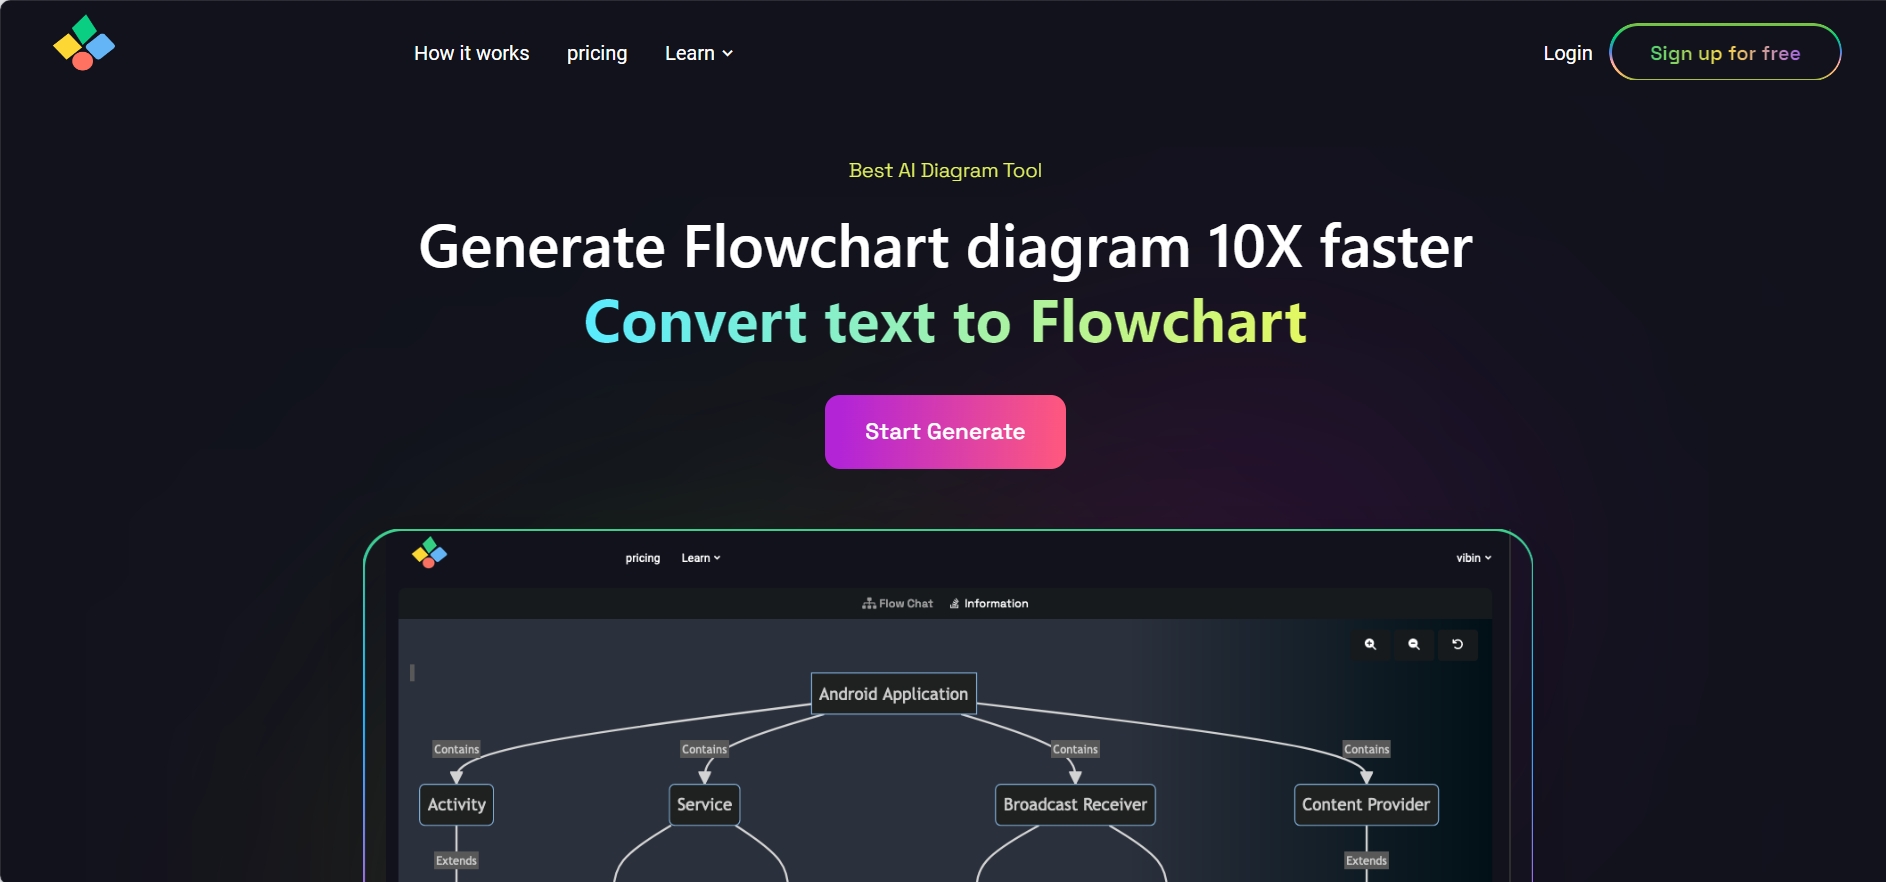 How it works pricing Learn Login Sign up for free
Best AI Diagram Tool
Generate Flowchart diagram 10X faster
Convert text to Flowchart
Start Generate
pricing Learn vibin
Flow Chat Information
Android Application
Contains Contains Contains Contains
Activity Service Broadcast Receiver Content Provider
Extends Extends